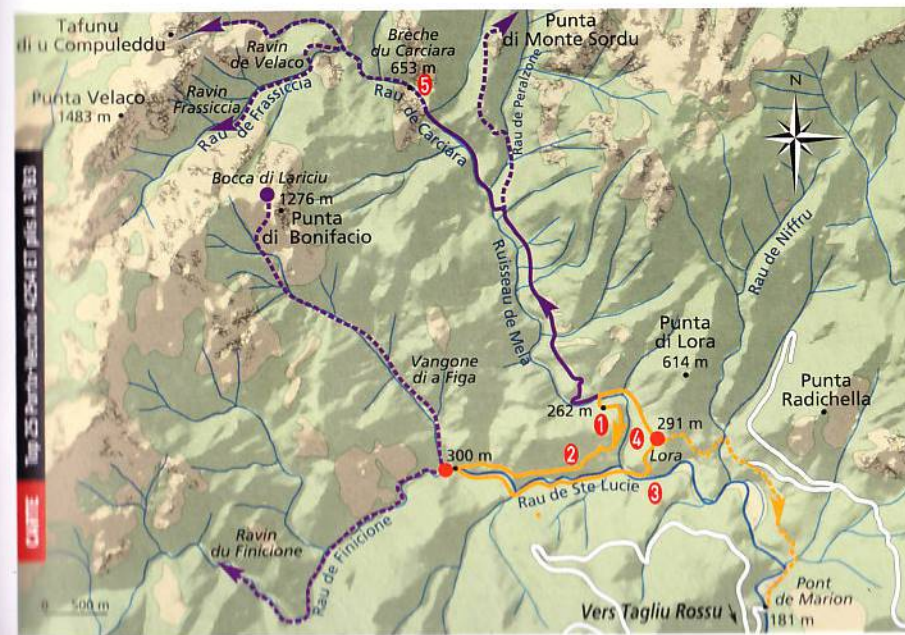 Tafunu
di u Compuleddu
Ravin
de Velaco
Brèche
du Carciara
653 m
5
Punta
di Monte Sordu
Punta Velaco
1483 m
Ravin
Frassiccia
Rau de Frassiccia
Rau de Carciara
Rau de Peralzone
N
Bocca di Lariciu
1276 m
Punta
di Bonifacio
Ruisseau de Mela
Rau de Niffru
Punta
di Lora
614 m
Vangone
di a Figa
262 m
1
4
291 m
Lora
Punta
Radichella
2
300 m
Rau de Ste Lucie
3
Ravin
du Finicione
Rau de Finicione
Pont
de Marion
181 m
Vers Tagliu Rossu
0 500 m
CARTE
Top 25